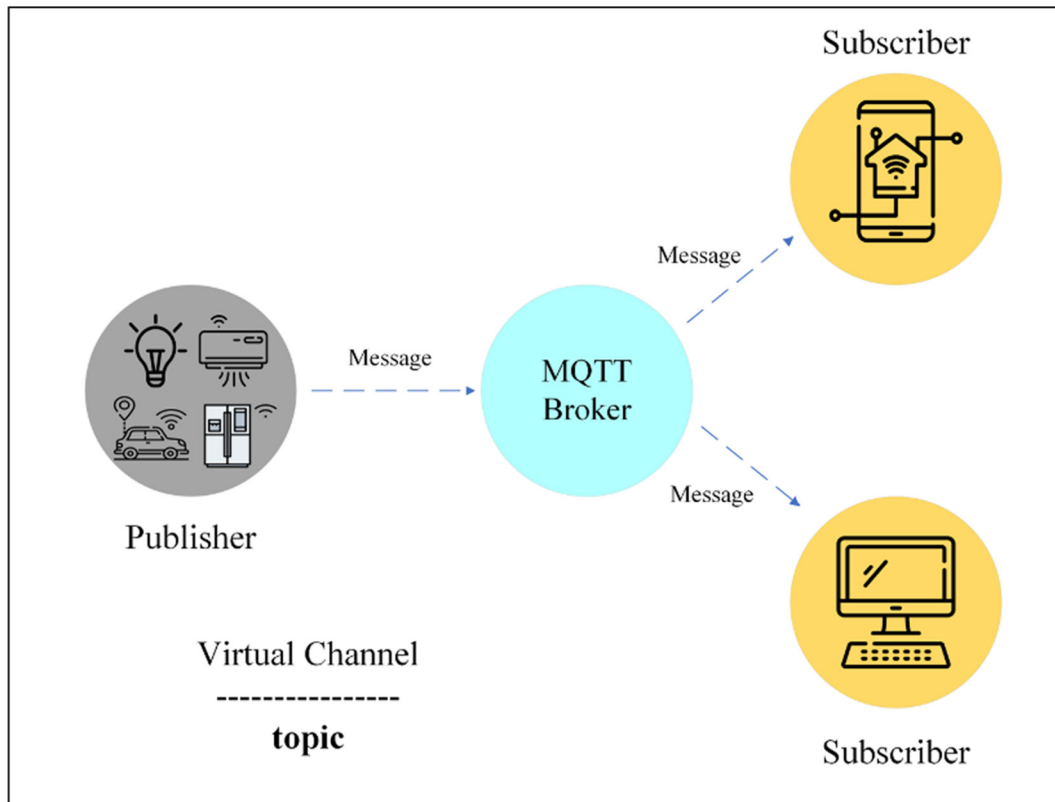 Subscriber
Message
Message
MQTT
Broker
Message
Publisher
Virtual Channel
----------------
topic
Subscriber